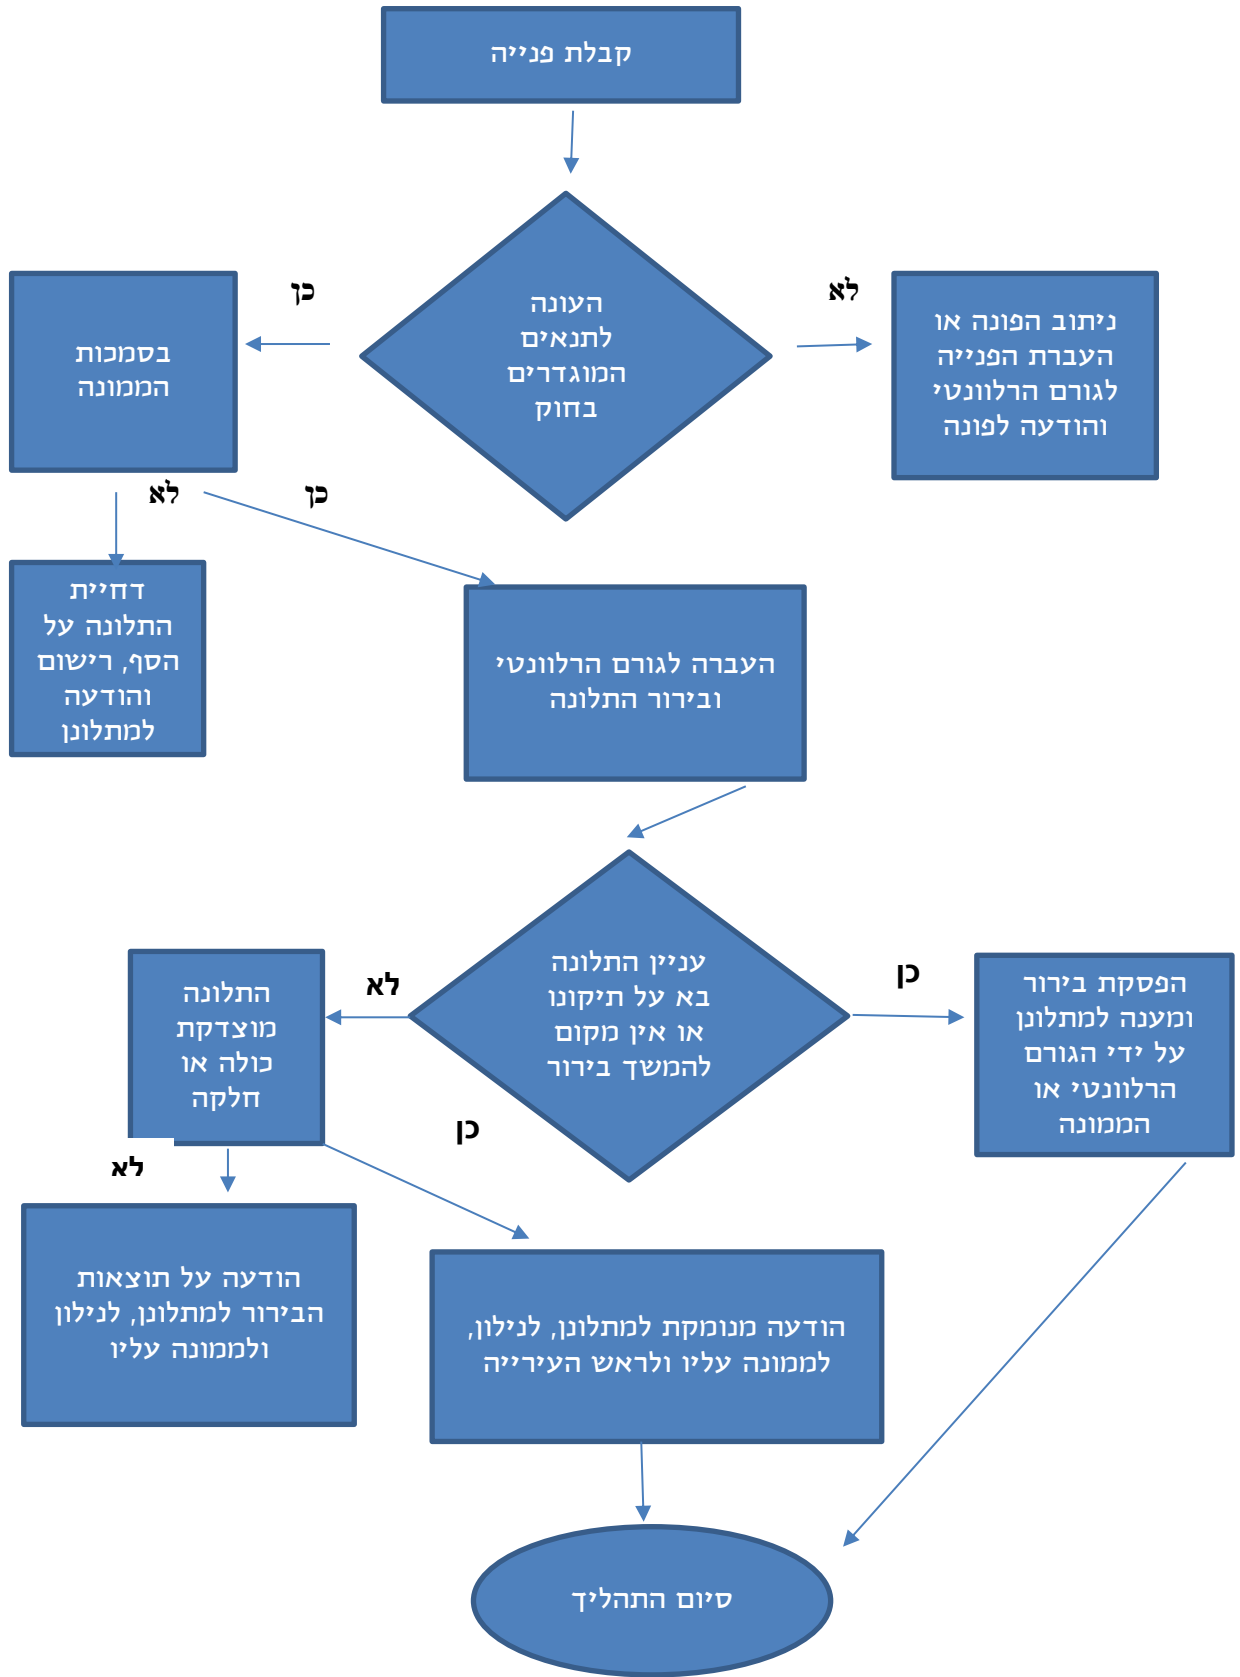 קבלת פנייה
העונה
לתנאים
המוגדרים
בחוק
לא
ניתוב הפונה או
העברת הפנייה
לגורם הרלוונטי
והודעה לפונה
כן
בסמכות
הממונה
לא
דחיית
התלונה על
הסף, רישום
והודעה
למתלונן
כן
העברה לגורם הרלוונטי
ובירור התלונה
עניין התלונה
בא על תיקונו
או אין מקום
להמשך בירור
כן
הפסקת בירור
ומענה למתלונן
על ידי הגורם
הרלוונטי או
הממונה
לא
התלונה
מוצדקת
כולה או
חלקה
לא
הודעה על תוצאות
הבירור למתלונן, לנילון
ולממונה עליו
כן
הודעה מנומקת למתלונן, לנילון,
לממונה עליו ולראש העירייה
סיום התהליך